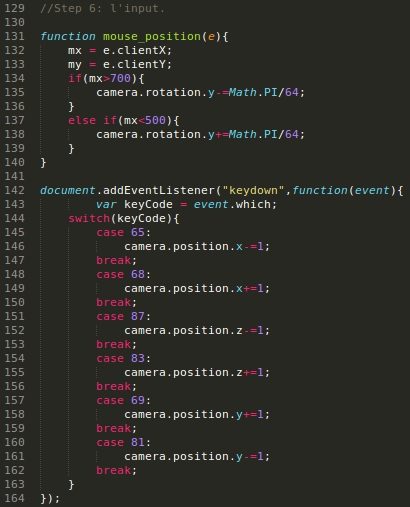 129 //Step 6: l'input.
130
131 function mouse_position(e){
132     mx = e.clientX;
133     my = e.clientY;
134     if(mx>700){
135         camera.rotation.y-=Math.PI/64;
136     }
137     else if(mx<500){
138         camera.rotation.y+=Math.PI/64;
139     }
140 }
141
142 document.addEventListener("keydown",function(event){
143         var keyCode = event.which;
144     switch(keyCode){
145         case 65:
146             camera.position.x-=1;
147         break;
148         case 68:
149             camera.position.x+=1;
150         break;
151         case 87:
152             camera.position.z-=1;
153         break;
154         case 83:
155             camera.position.z+=1;
156         break;
157         case 69:
158             camera.position.y+=1;
159         break;
160         case 81:
161             camera.position.y-=1;
162         break;
163     }
164 });